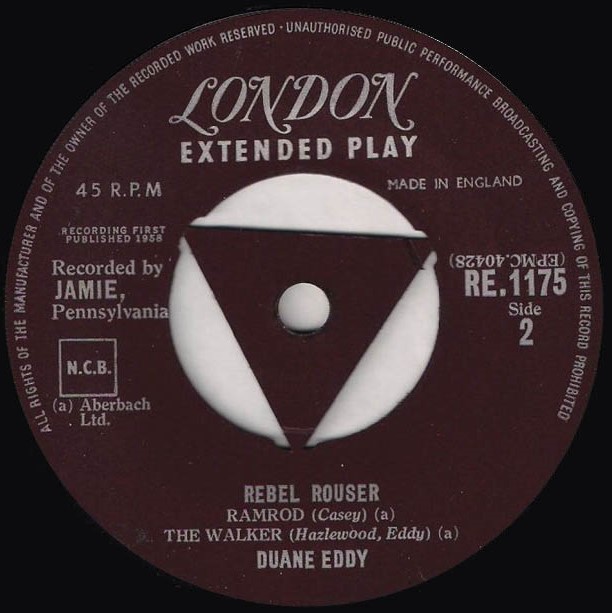 ALL RIGHTS OF THE MANUFACTURER AND OF THE OWNER OF THE RECORDED WORK RESERVED · UNAUTHORISED PUBLIC PERFORMANCE BROADCASTING AND COPYING OF THIS RECORD PROHIBITED
LONDON
EXTENDED PLAY
45 R.P.M
MADE IN ENGLAND
RECORDING FIRST
PUBLISHED 1958
Recorded by
JAMIE,
Pennsylvania
(EPMC.40428)
RE.1175
Side
2
N.C.B.
(a) Aberbach
Ltd.
REBEL ROUSER
RAMROD (Casey) (a)
THE WALKER (Hazlewood, Eddy) (a)
DUANE EDDY